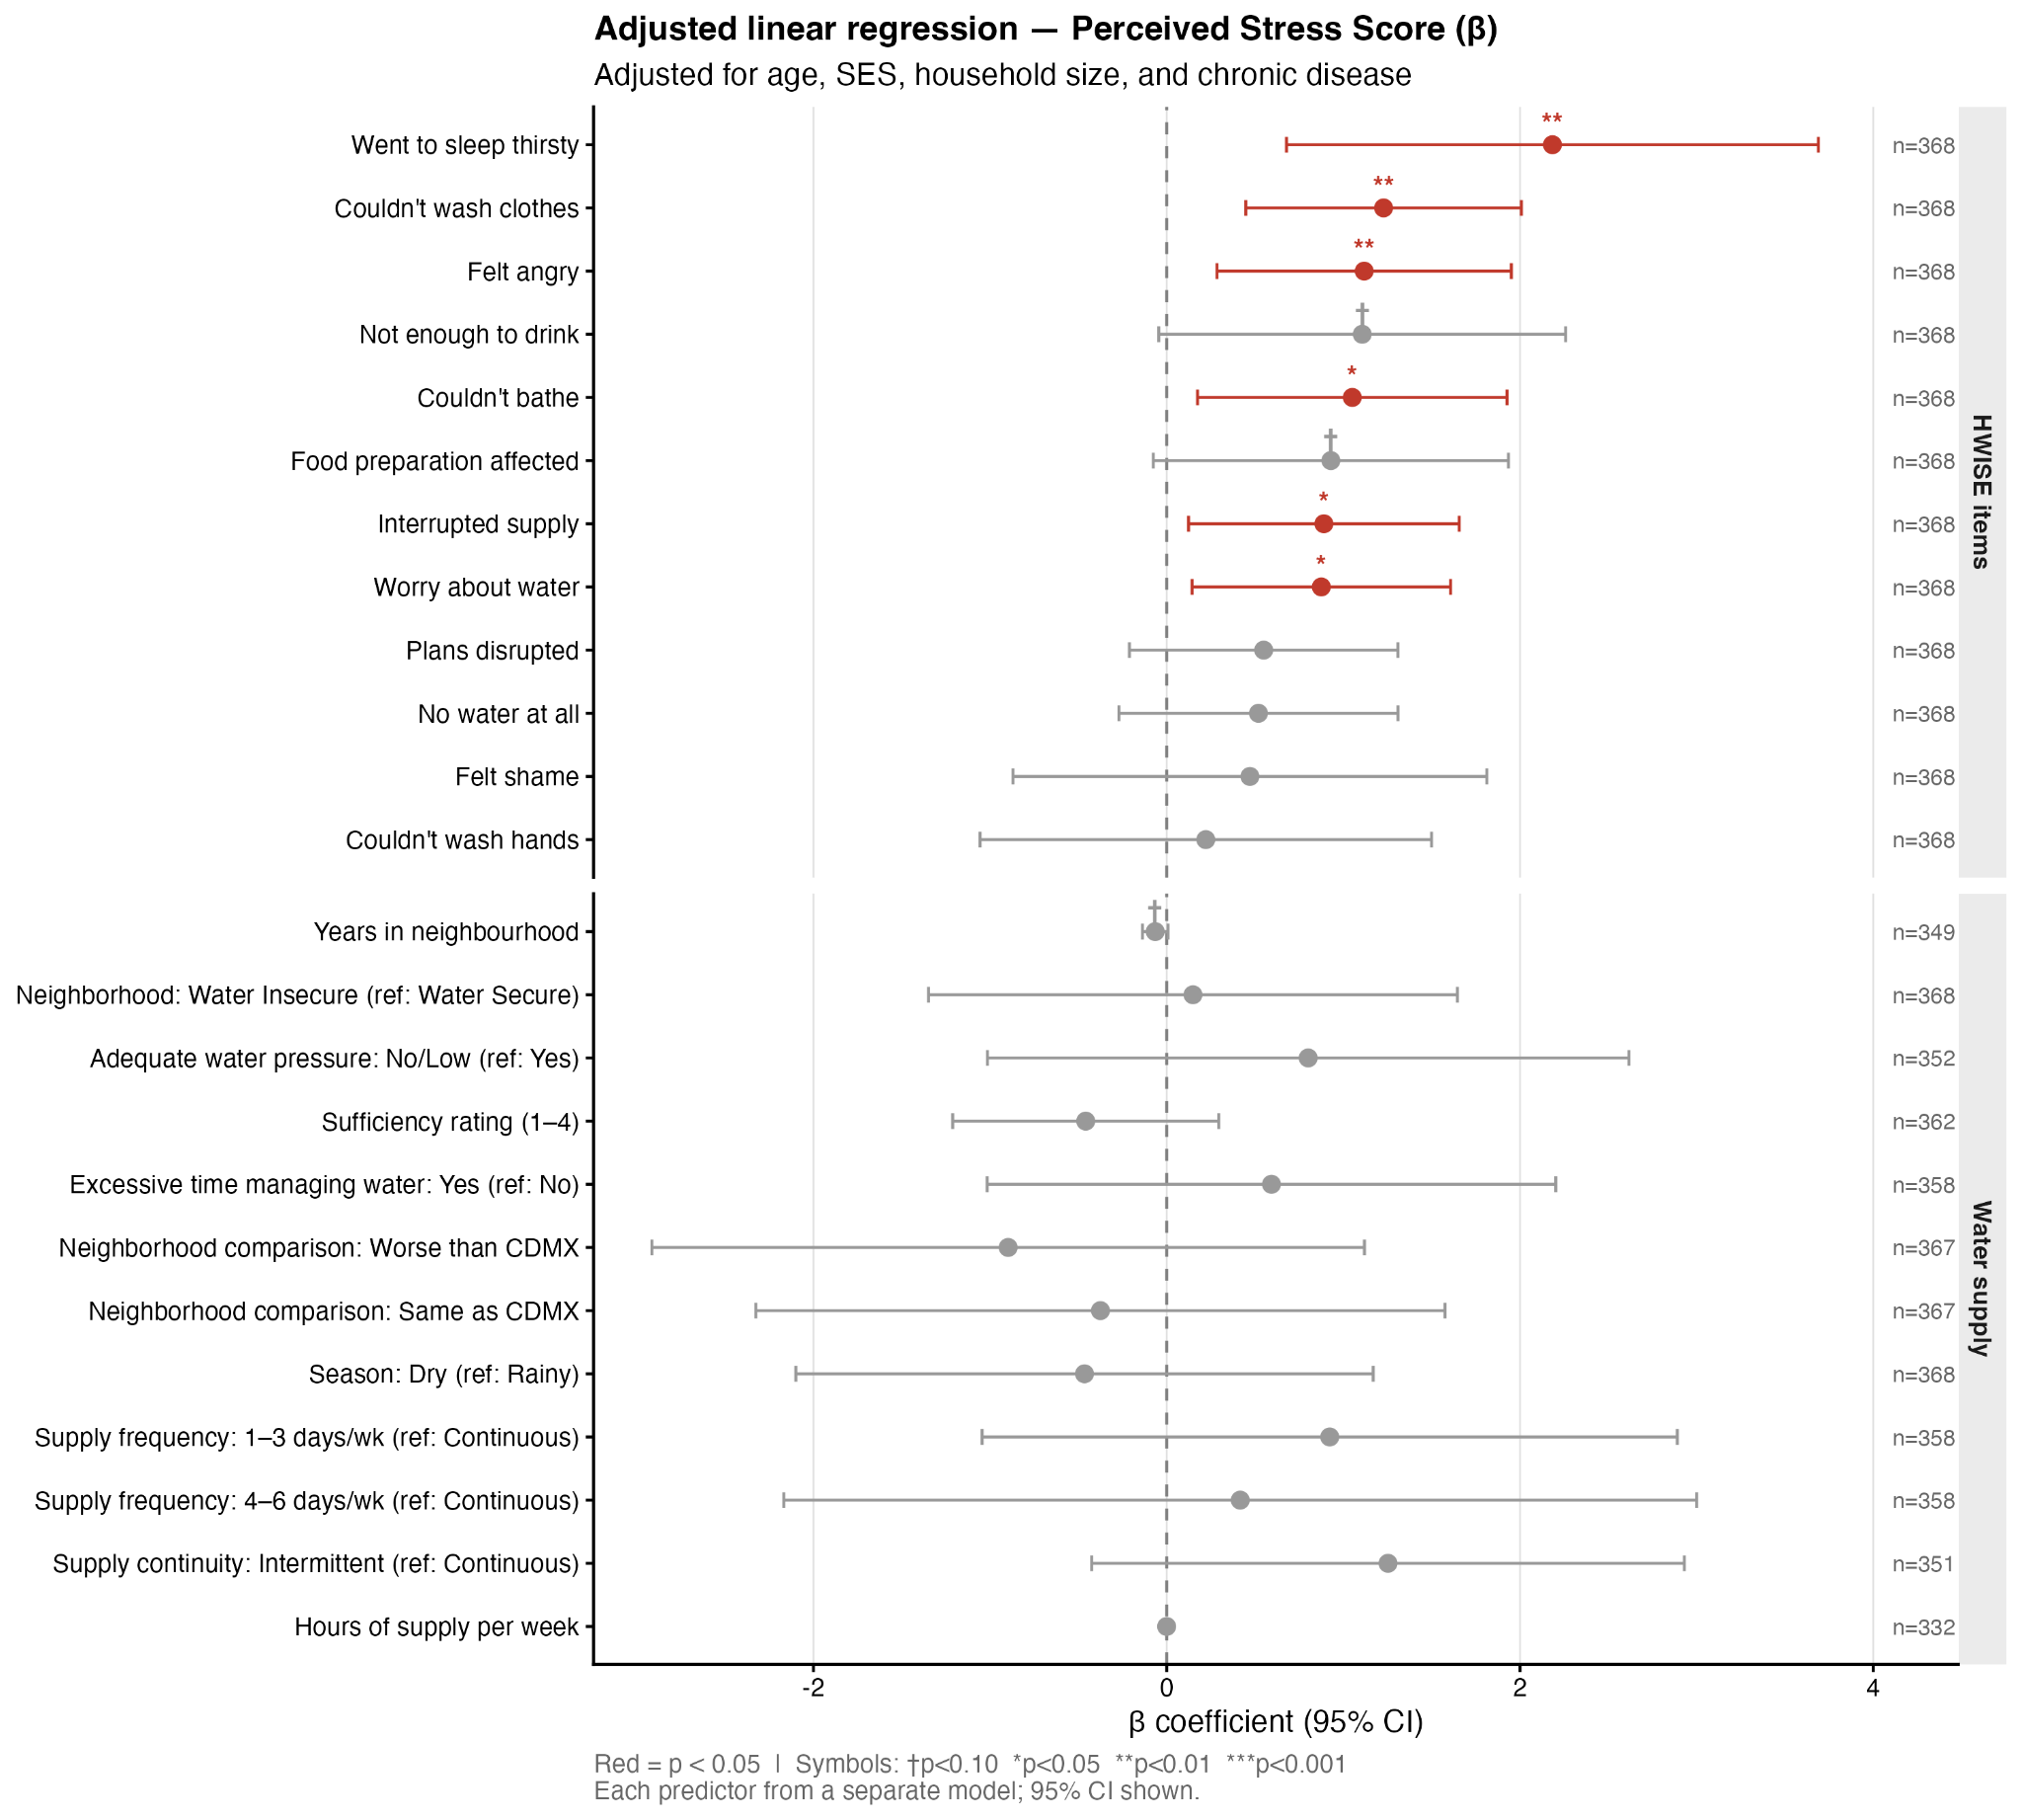 Adjusted linear regression — Perceived Stress Score (β)
Adjusted for age, SES, household size, and chronic disease
Went to sleep thirsty ** n=368
Couldn't wash clothes ** n=368
Felt angry ** n=368
Not enough to drink † n=368
Couldn't bathe * n=368
Food preparation affected † n=368
Interrupted supply * n=368
Worry about water * n=368
Plans disrupted n=368
No water at all n=368
Felt shame n=368
Couldn't wash hands n=368
HWISE items
Years in neighbourhood † n=349
Neighborhood: Water Insecure (ref: Water Secure) n=368
Adequate water pressure: No/Low (ref: Yes) n=352
Sufficiency rating (1–4) n=362
Excessive time managing water: Yes (ref: No) n=358
Neighborhood comparison: Worse than CDMX n=367
Neighborhood comparison: Same as CDMX n=367
Season: Dry (ref: Rainy) n=368
Supply frequency: 1–3 days/wk (ref: Continuous) n=358
Supply frequency: 4–6 days/wk (ref: Continuous) n=358
Supply continuity: Intermittent (ref: Continuous) n=351
Hours of supply per week n=332
Water supply
-2 0 2 4
β coefficient (95% CI)
Red = p < 0.05 | Symbols: †p<0.10 *p<0.05 **p<0.01 ***p<0.001
Each predictor from a separate model; 95% CI shown.